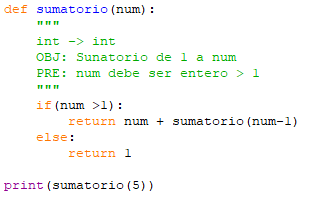 def sumatorio(num):
    """
    int -> int
    OBJ: Sunatorio de 1 a num
    PRE: num debe ser entero > 1
    """
    if(num >1):
        return num + sumatorio(num-1)
    else:
        return 1
print(sumatorio(5))